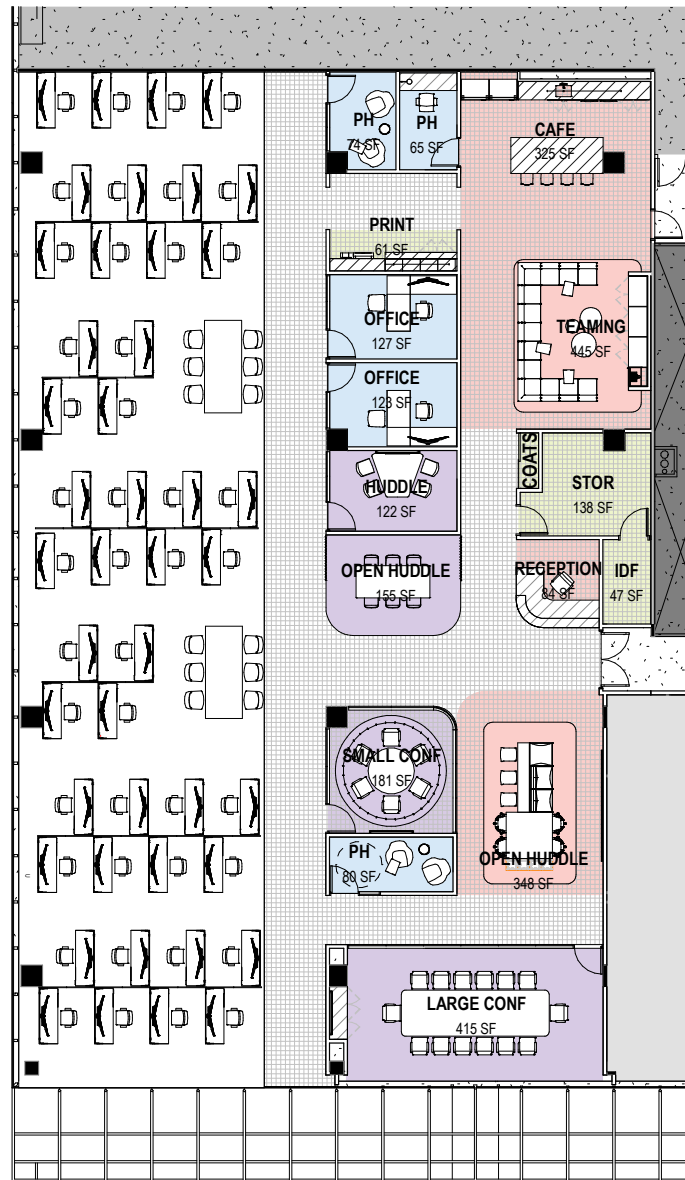 PH
74 SF
PH
65 SF
CAFE
325 SF
PRINT
61 SF
OFFICE
127 SF
TEAMING
445 SF
OFFICE
123 SF
COATS
STOR
138 SF
HUDDLE
122 SF
OPEN HUDDLE
155 SF
RECEPTION
84 SF
IDF
47 SF
SMALL CONF
181 SF
PH
80 SF
OPEN HUDDLE
348 SF
LARGE CONF
415 SF